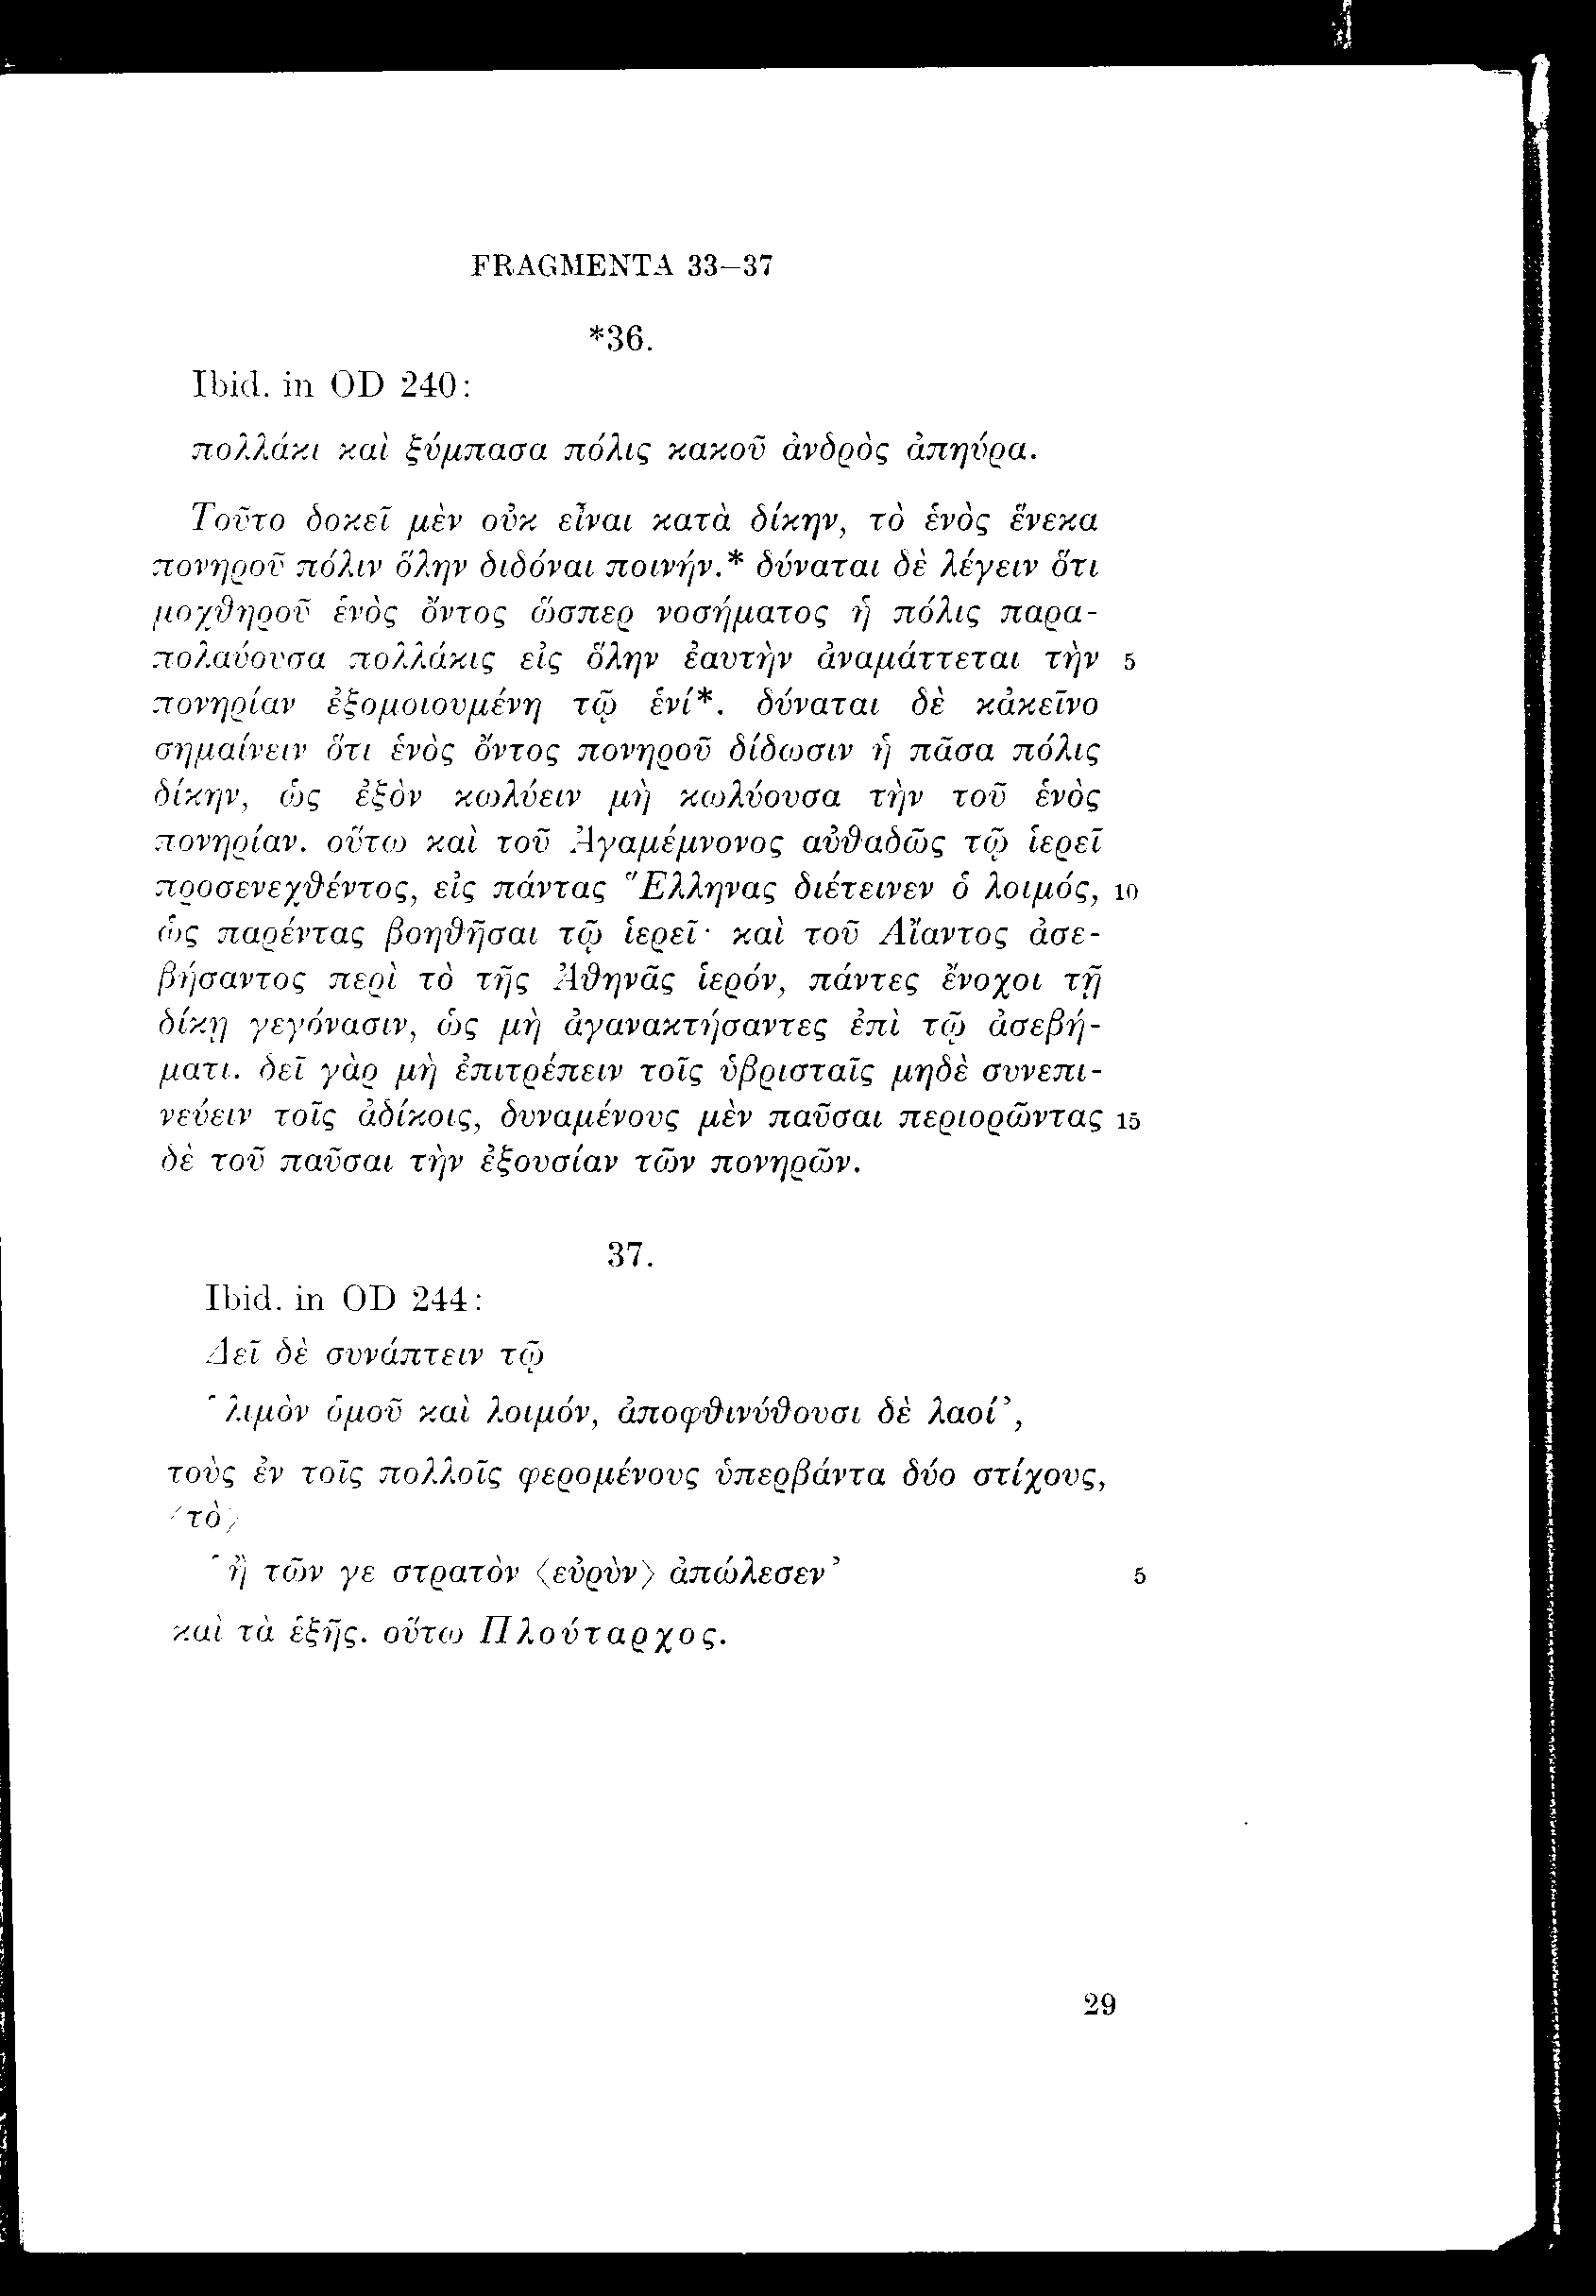 FRAGMENTA 33–37
*36.
Ibid. in OD 240:
πολλάκι καὶ ξύμπασα πόλις κακοῦ ἀνδρὸς ἀπηύρα.
Τοῦτο δοκεῖ μὲν οὐκ εἶναι κατὰ δίκην, τὸ ἑνὸς ἕνεκα
πονηροῦ πόλιν ὅλην διδόναι ποινήν.* δύναται δὲ λέγειν ὅτι
μοχθηροῦ ἑνὸς ὄντος ὥσπερ νοσήματος ἡ πόλις παρα-
πολαύουσα πολλάκις εἰς ὅλην ἑαυτὴν ἀναμάττεται τὴν 5
πονηρίαν ἐξομοιουμένη τῷ ἑνί*. δύναται δὲ κἀκεῖνο
σημαίνειν ὅτι ἑνὸς ὄντος πονηροῦ δίδωσιν ἡ πᾶσα πόλις
δίκην, ὡς ἐξὸν κωλύειν μὴ κωλύουσα τὴν τοῦ ἑνὸς
πονηρίαν. οὕτω καὶ τοῦ Ἀγαμέμνονος αὐθαδῶς τῷ ἱερεῖ
προσενεχθέντος, εἰς πάντας Ἕλληνας διέτεινεν ὁ λοιμός, 10
ὡς παρέντας βοηθῆσαι τῷ ἱερεῖ· καὶ τοῦ Αἴαντος ἀσε-
βήσαντος περὶ τὸ τῆς Ἀθηνᾶς ἱερόν, πάντες ἔνοχοι τῇ
δίκῃ γεγόνασιν, ὡς μὴ ἀγανακτήσαντες ἐπὶ τῷ ἀσεβή-
ματι. δεῖ γὰρ μὴ ἐπιτρέπειν τοῖς ὑβρισταῖς μηδὲ συνεπι-
νεύειν τοῖς ἀδίκοις, δυναμένους μὲν παῦσαι περιορῶντας 15
δὲ τοῦ παῦσαι τὴν ἐξουσίαν τῶν πονηρῶν.
37.
Ibid. in OD 244:
Δεῖ δὲ συνάπτειν τῷ
‘λιμὸν ὁμοῦ καὶ λοιμόν, ἀποφθινύθουσι δὲ λαοί’,
τοὺς ἐν τοῖς πολλοῖς φερομένους ὑπερβάντα δύο στίχους,
〈τὸ〉
‘ἢ τῶν γε στρατὸν 〈εὐρὺν〉 ἀπώλεσεν’ 5
καὶ τὰ ἑξῆς. οὕτω Πλούταρχος.
29